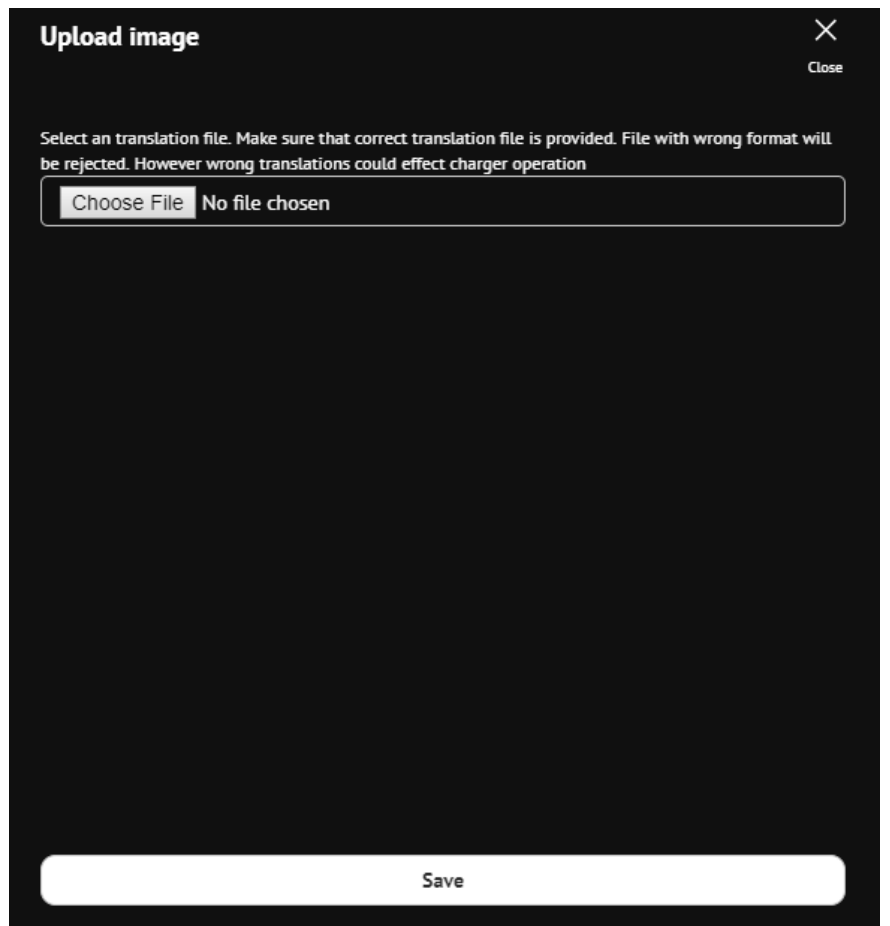 Upload image
Close
Select an translation file. Make sure that correct translation file is provided. File with wrong format will
be rejected. However wrong translations could effect charger operation
Choose File No file chosen
Save